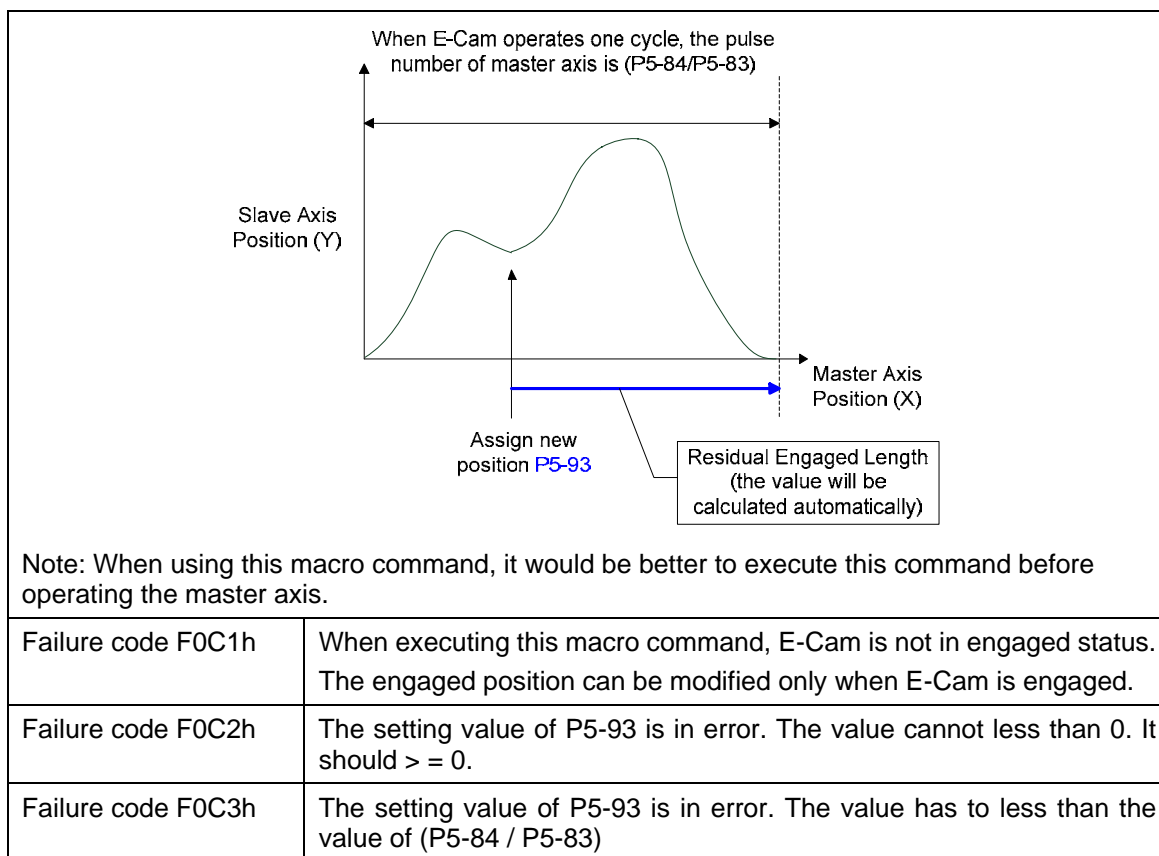 When E-Cam operates one cycle, the pulse
number of master axis is (P5-84/P5-83)
Slave Axis
Position (Y)
Master Axis
Position (X)
Assign new
position P5-93
Residual Engaged Length
(the value will be
calculated automatically)
Note: When using this macro command, it would be better to execute this command before
operating the master axis.
Failure code F0C1h
When executing this macro command, E-Cam is not in engaged status.
The engaged position can be modified only when E-Cam is engaged.
Failure code F0C2h
The setting value of P5-93 is in error. The value cannot less than 0. It
should > = 0.
Failure code F0C3h
The setting value of P5-93 is in error. The value has to less than the
value of (P5-84 / P5-83)